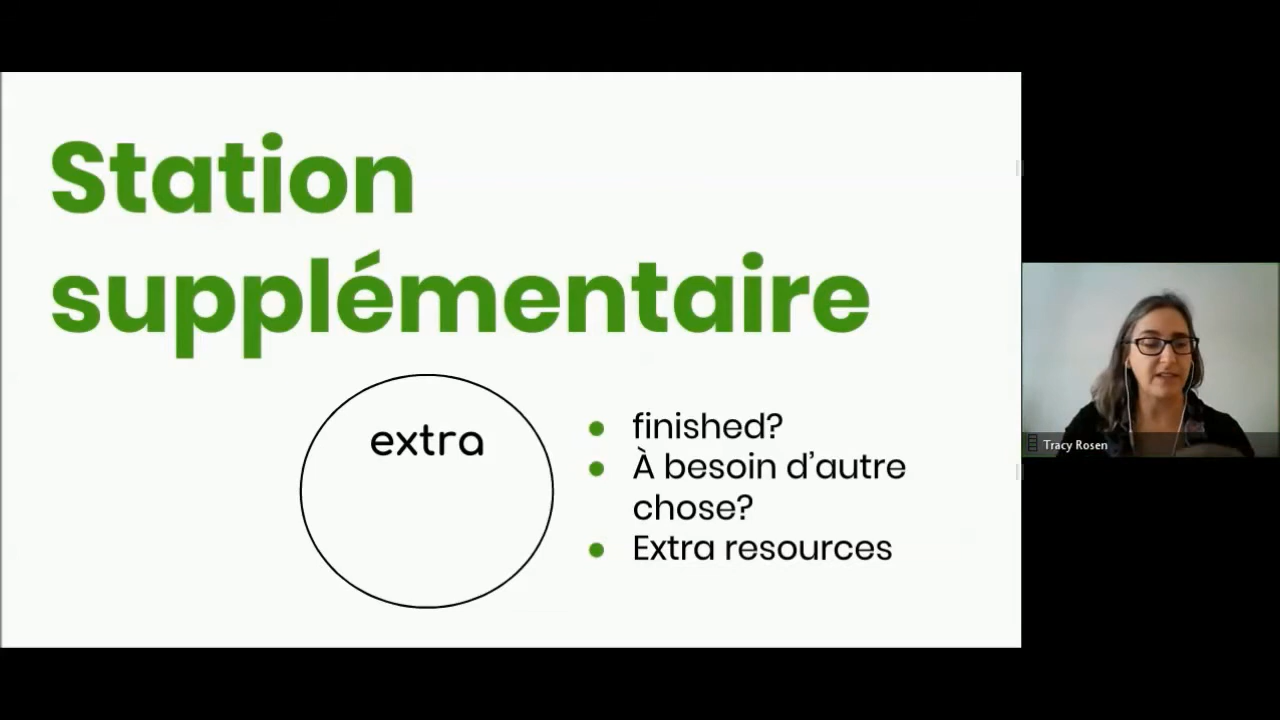 Station
supplémentaire
extra
finished?
À besoin d’autre
chose?
Extra resources
Tracy Rosen